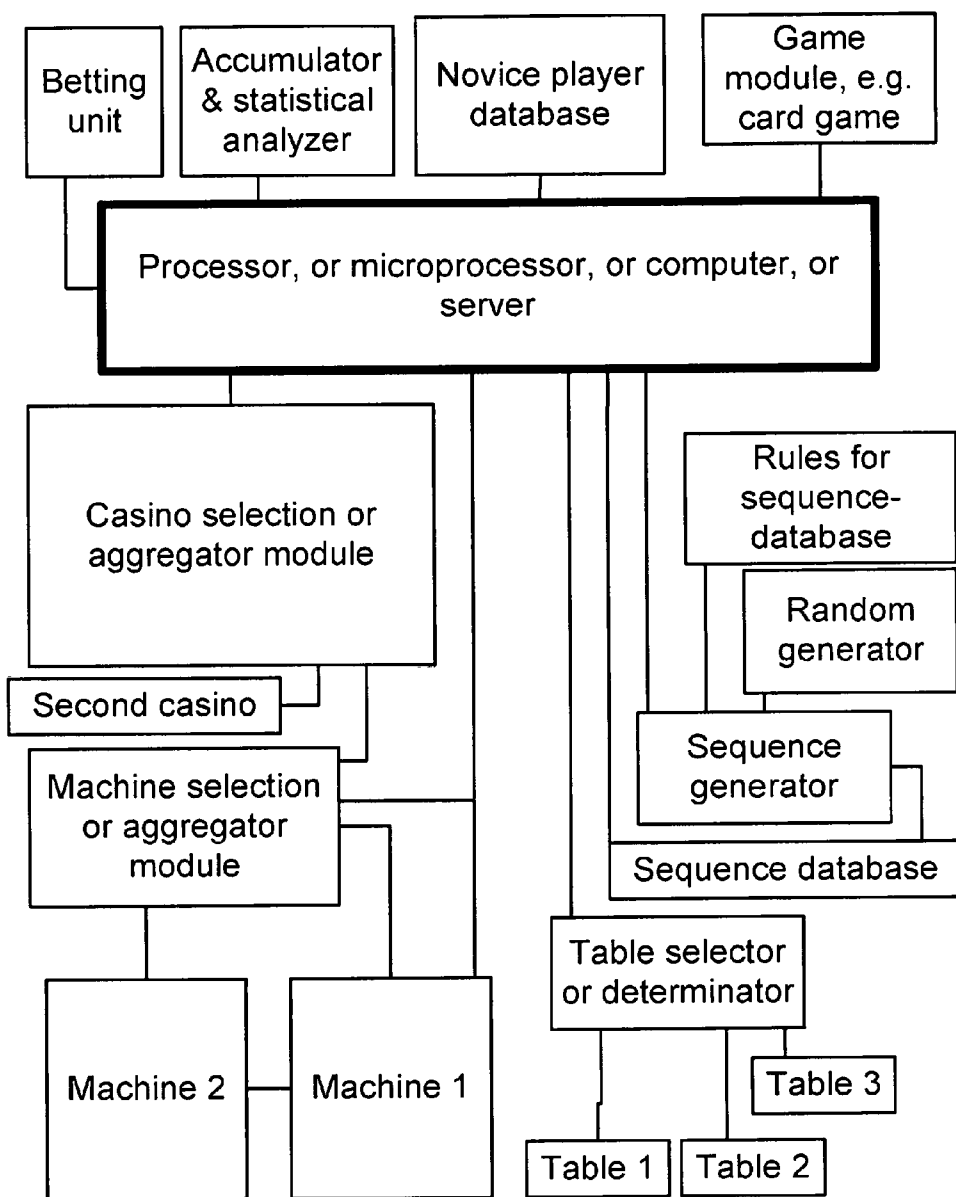 Betting
unit
Accumulator
& statistical
analyzer
Novice player
database
Game
module, e.g.
card game
Processor, or microprocessor, or computer, or
server
Casino selection or
aggregator module
Rules for
sequence-
database
Random
generator
Second casino
Sequence
generator
Machine selection
or aggregator
module
Sequence database
Table selector
or determinator
Machine 2
Machine 1
Table 3
Table 1
Table 2